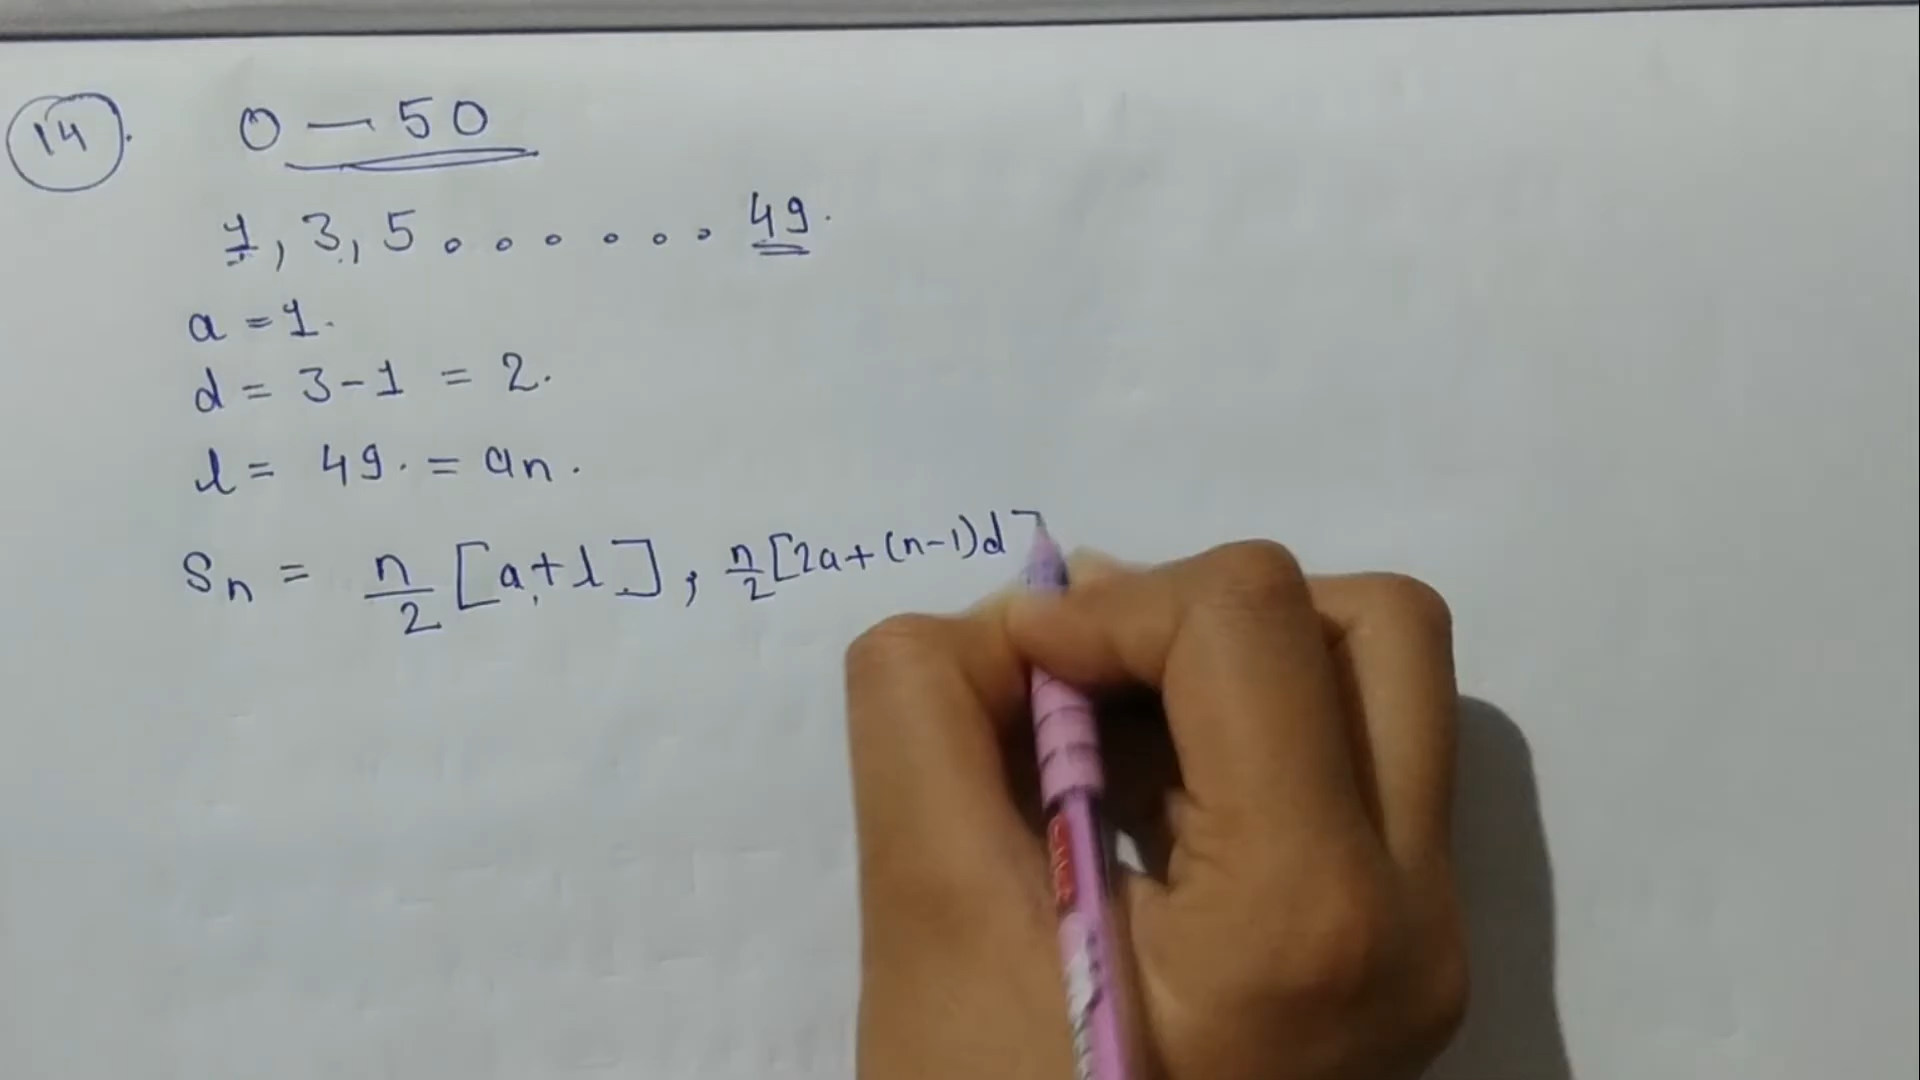 14. 0 — 50
1, 3, 5 . . . . . . 49.
a = 1.
d = 3 - 1 = 2.
l = 49. = an.
Sn = n/2 [a+l], n/2 [2a+(n-1)d]